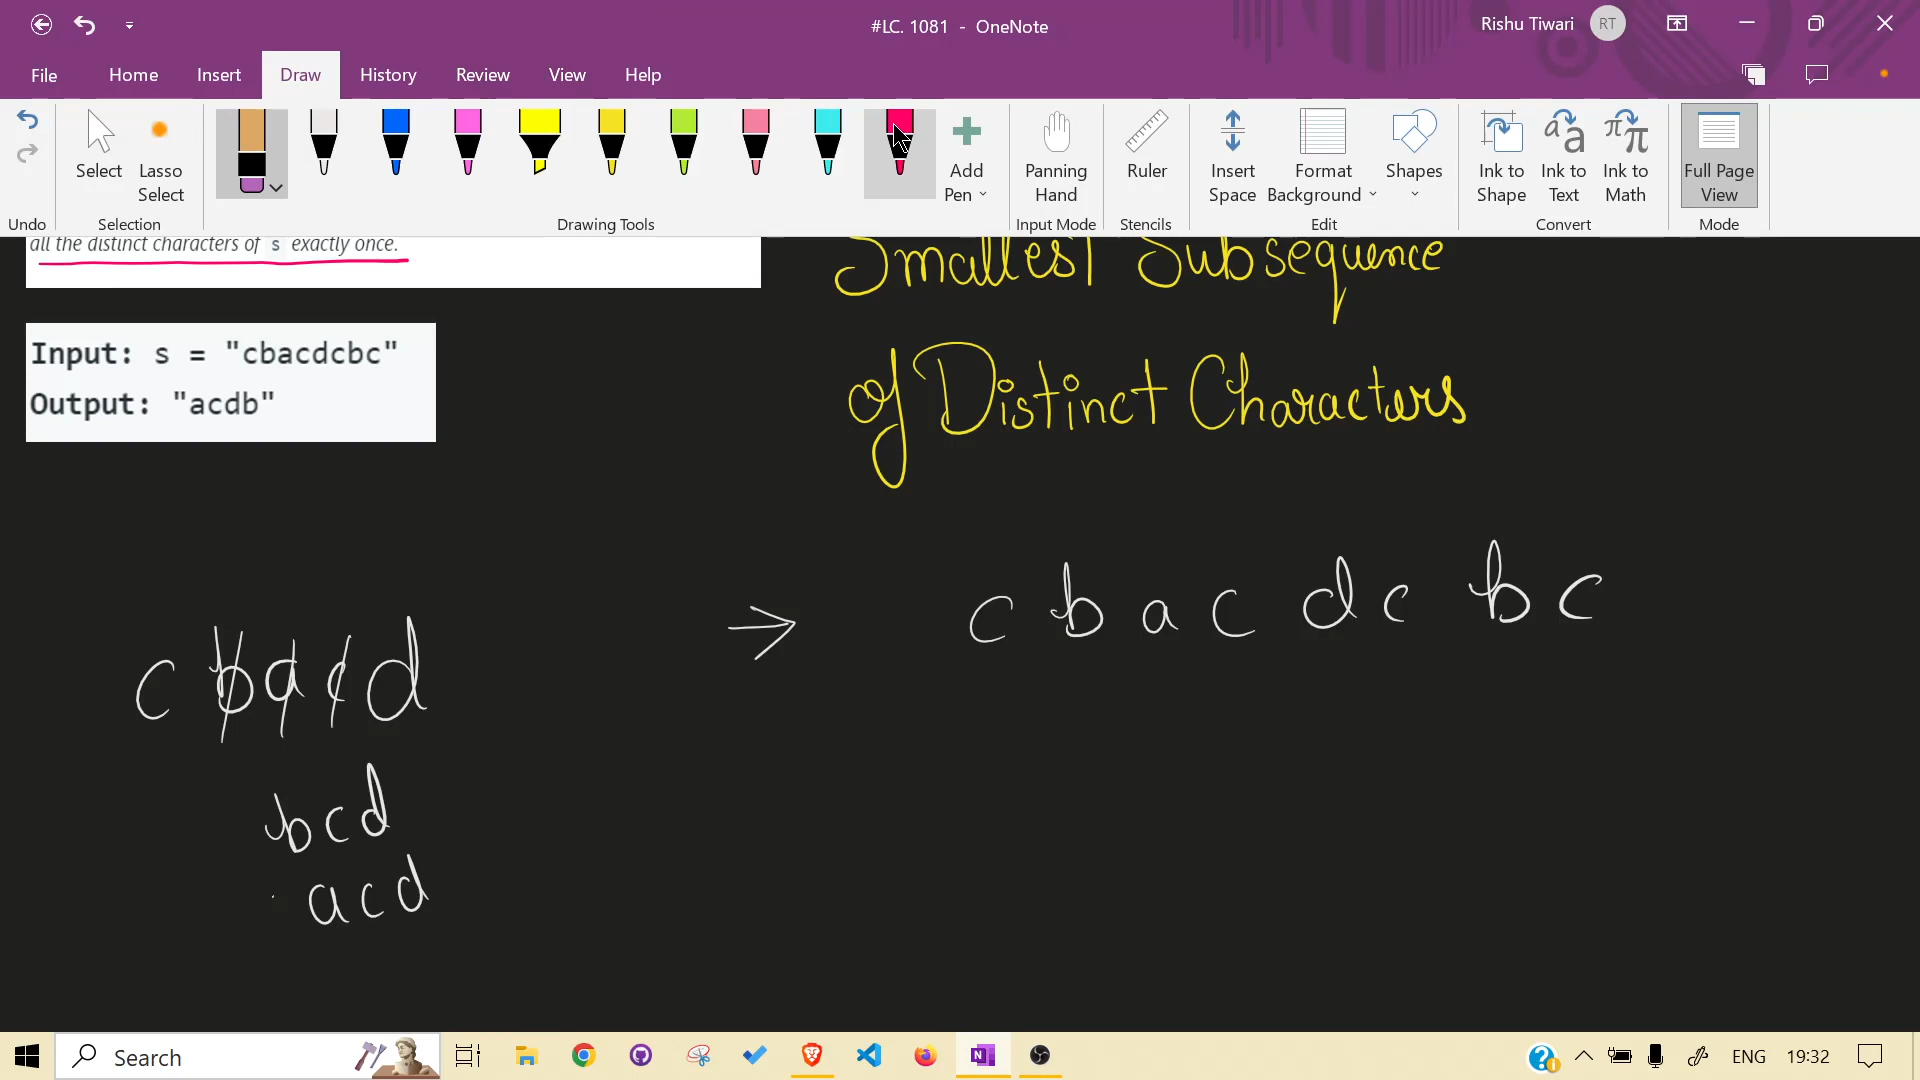 #LC. 1081 - OneNote
Rishu Tiwari RT
File Home Insert Draw History Review View Help
Select Lasso Select
Add Pen
Panning Hand
Ruler
Insert Space
Format Background
Shapes
Ink to Shape
Ink to Text
Ink to Math
Full Page View
Undo Selection Drawing Tools Input Mode Stencils Edit Convert Mode
all the distinct characters of s exactly once.
Smallest Subsequence
of Distinct Characters
Input: s = "cbacdcbc"
Output: "acdb"
→ c b a c d c b c
c b a c d
b c d
a c d
Search
ENG 19:32